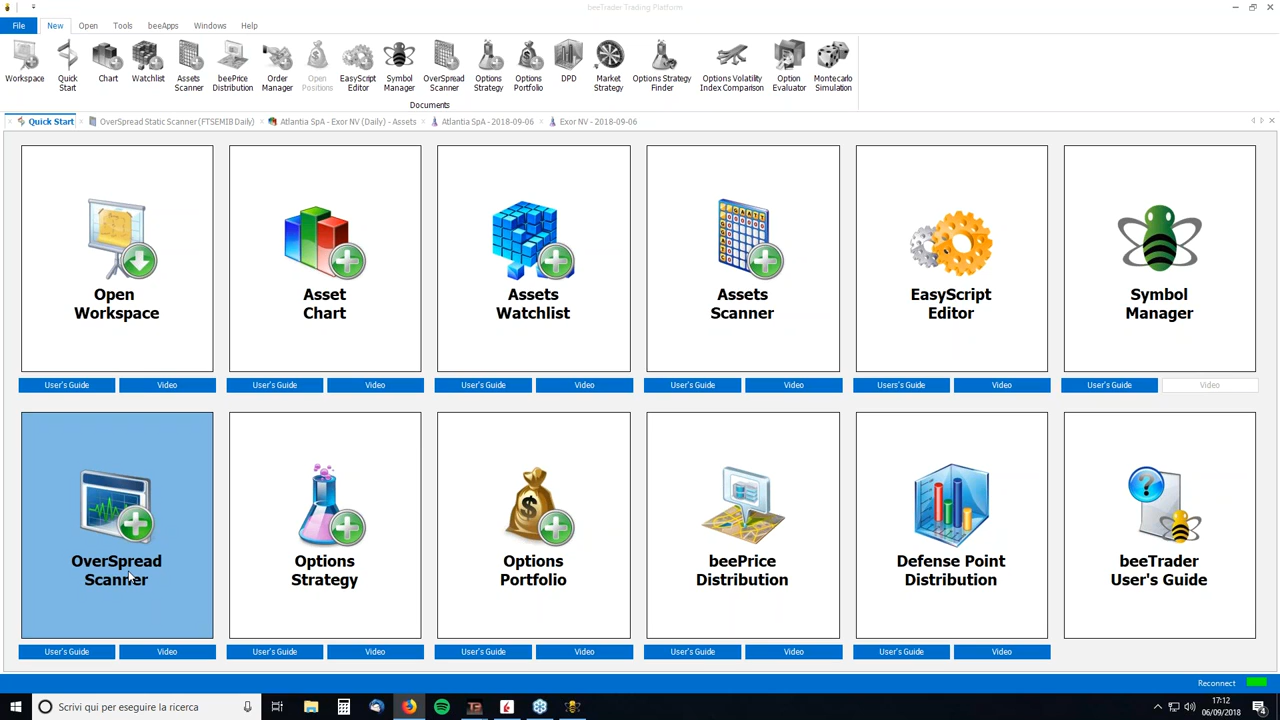 beeTrader Trading Platform
File New Open Tools beeApps Windows Help
Workspace
Quick Start
Chart
Watchlist
Assets Scanner
beePrice Distribution
Order Manager
Open Positions
EasyScript Editor
Symbol Manager
OverSpread Scanner
Options Strategy
Options Portfolio
DPD
Market Strategy
Options Strategy Finder
Options Volatility Index Comparison
Option Evaluator
Montecarlo Simulation
Documents
Quick Start
OverSpread Static Scanner (FTSEMIB Daily)
Atlantia SpA - Exor NV (Daily) - Assets
Atlantia SpA - 2018-09-06
Exor NV - 2018-09-06
Open
Workspace
Asset
Chart
Assets
Watchlist
Assets
Scanner
EasyScript
Editor
Symbol
Manager
User's Guide Video
User's Guide Video
User's Guide Video
User's Guide Video
Users's Guide Video
User's Guide Video
OverSpread
Scanner
Options
Strategy
Options
Portfolio
beePrice
Distribution
Defense Point
Distribution
beeTrader
User's Guide
User's Guide Video
User's Guide Video
User's Guide Video
User's Guide Video
User's Guide Video
Reconnect
Scrivi qui per eseguire la ricerca
17:12
06/09/2018